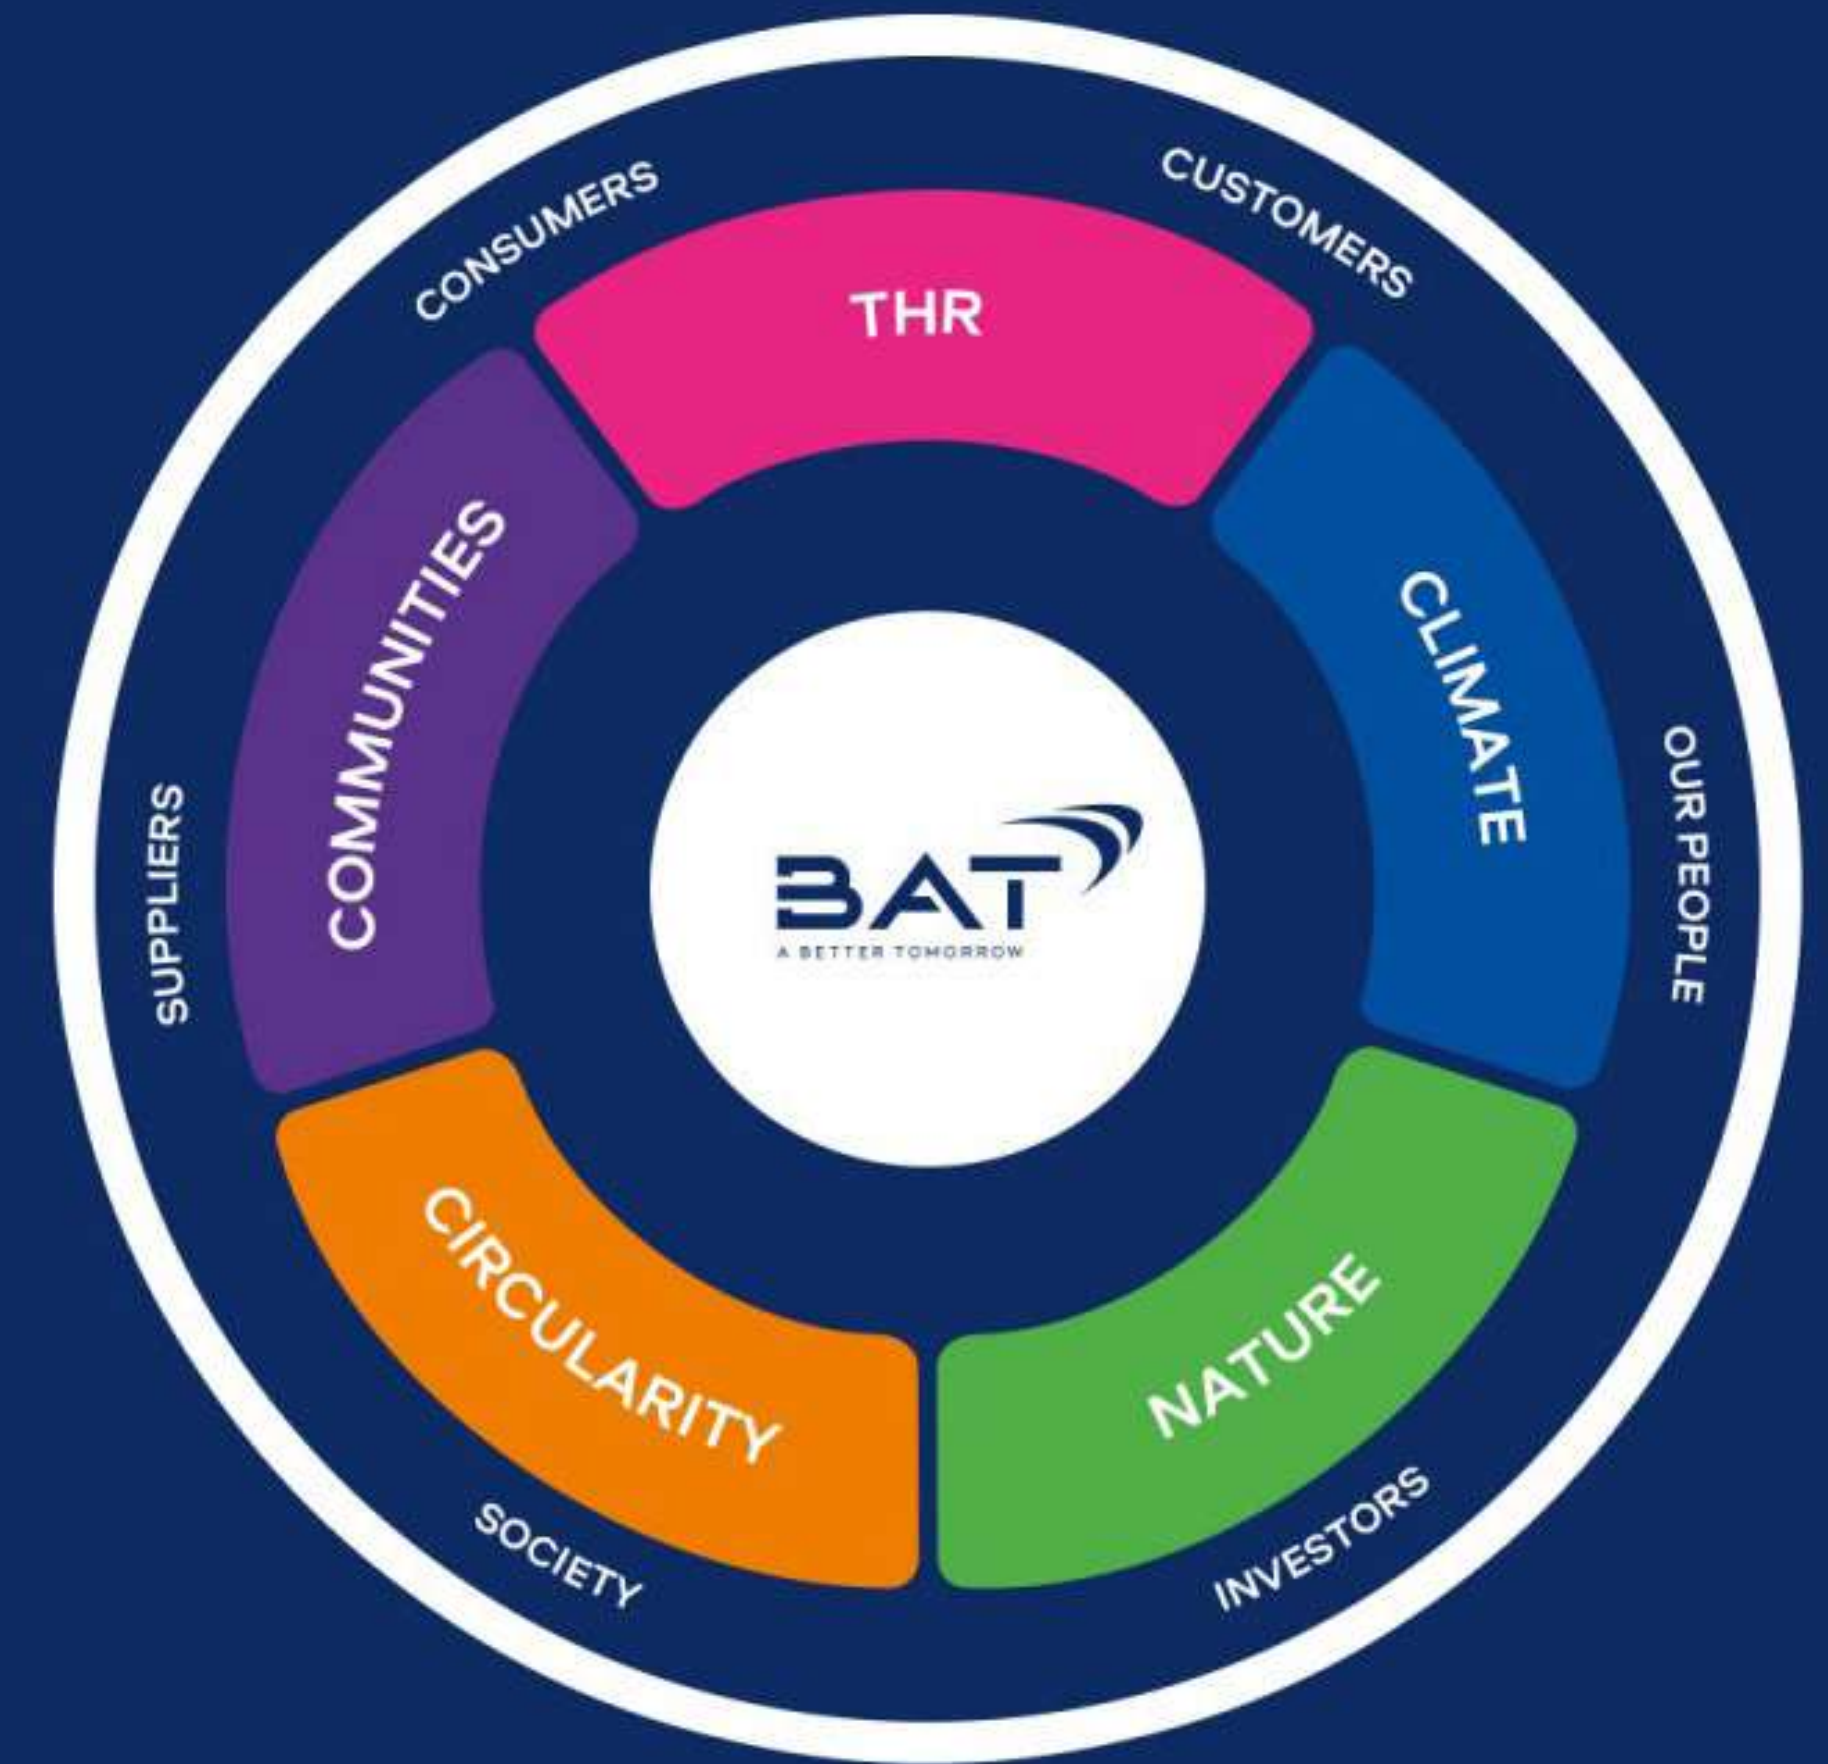 CONSUMERS
CUSTOMERS
OUR PEOPLE
INVESTORS
SOCIETY
SUPPLIERS
THR
CLIMATE
NATURE
CIRCULARITY
COMMUNITIES
BAT
A BETTER TOMORROW